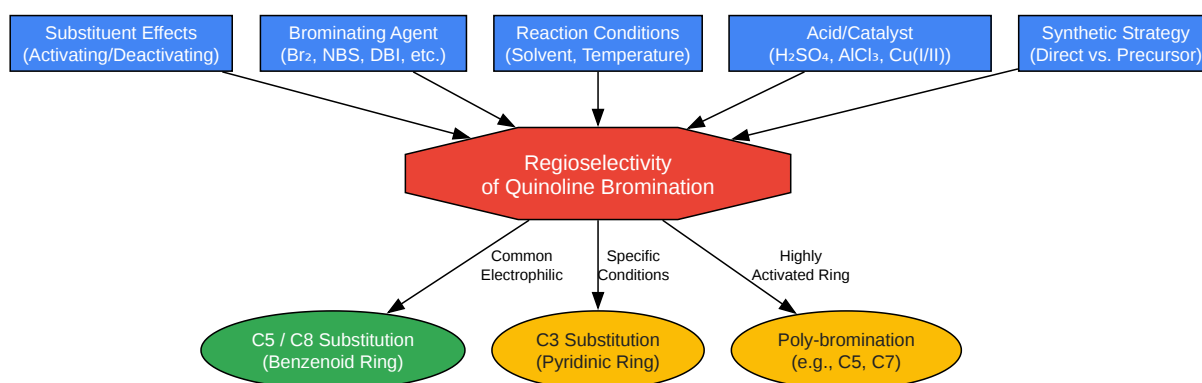 Substituent Effects
(Activating/Deactivating)
Brominating Agent
(Br₂, NBS, DBI, etc.)
Reaction Conditions
(Solvent, Temperature)
Acid/Catalyst
(H₂SO₄, AlCl₃, Cu(I/II))
Synthetic Strategy
(Direct vs. Precursor)
Regioselectivity
of Quinoline Bromination
Common
Electrophilic
Specific
Conditions
Highly
Activated Ring
C5 / C8 Substitution
(Benzenoid Ring)
C3 Substitution
(Pyridinic Ring)
Poly-bromination
(e.g., C5, C7)